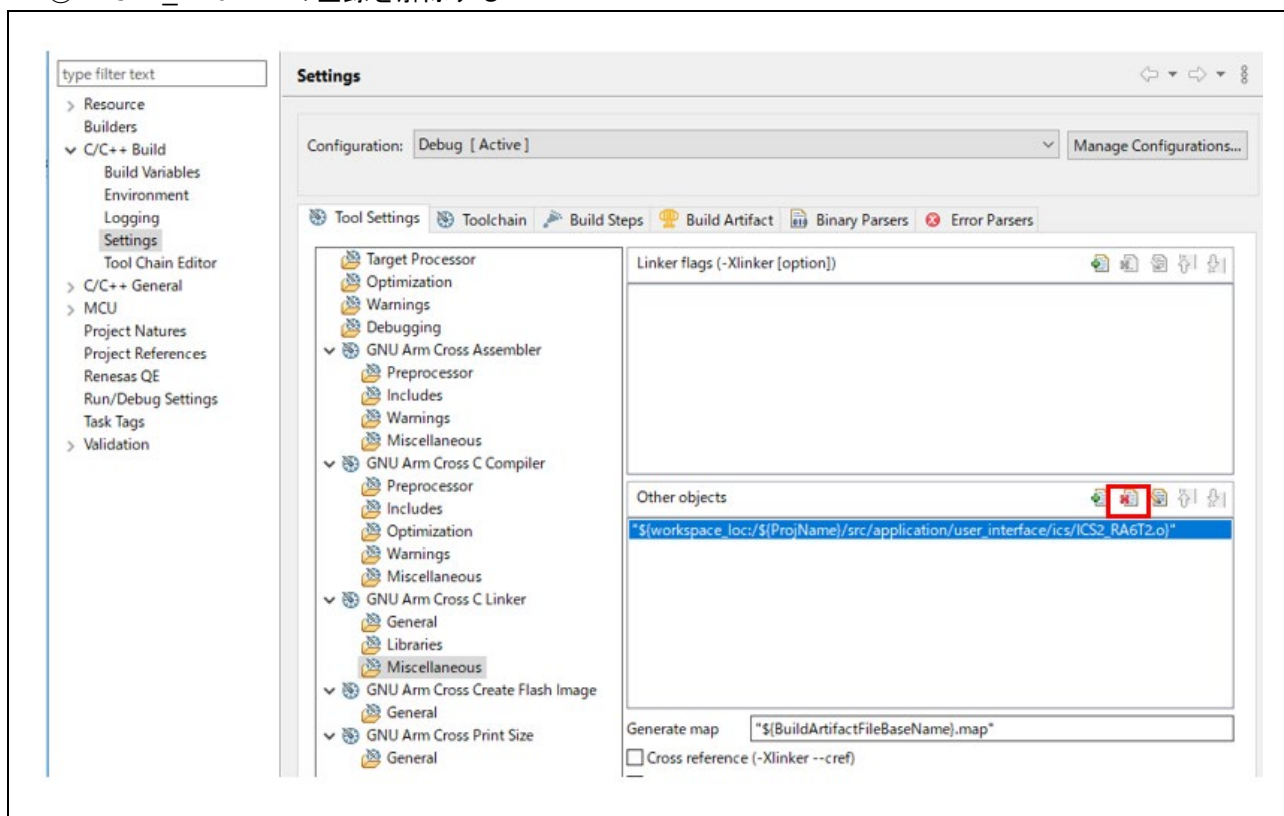 type filter text
Resource
Builders
C/C++ Build
Build Variables
Environment
Logging
Settings
Tool Chain Editor
C/C++ General
MCU
Project Natures
Project References
Renesas QE
Run/Debug Settings
Task Tags
Validation
Settings
Configuration: Debug [ Active ]
Manage Configurations...
Tool Settings Toolchain Build Steps Build Artifact Binary Parsers Error Parsers
Target Processor
Optimization
Warnings
Debugging
GNU Arm Cross Assembler
Preprocessor
Includes
Warnings
Miscellaneous
GNU Arm Cross C Compiler
Preprocessor
Includes
Optimization
Warnings
Miscellaneous
GNU Arm Cross C Linker
General
Libraries
Miscellaneous
GNU Arm Cross Create Flash Image
General
GNU Arm Cross Print Size
General
Linker flags (-Xlinker [option])
Other objects
"${workspace_loc:/${ProjName}/src/application/user_interface/ics/ICS2_RA6T2.o}"
Generate map "${BuildArtifactFileBaseName}.map"
Cross reference (-Xlinker --cref)